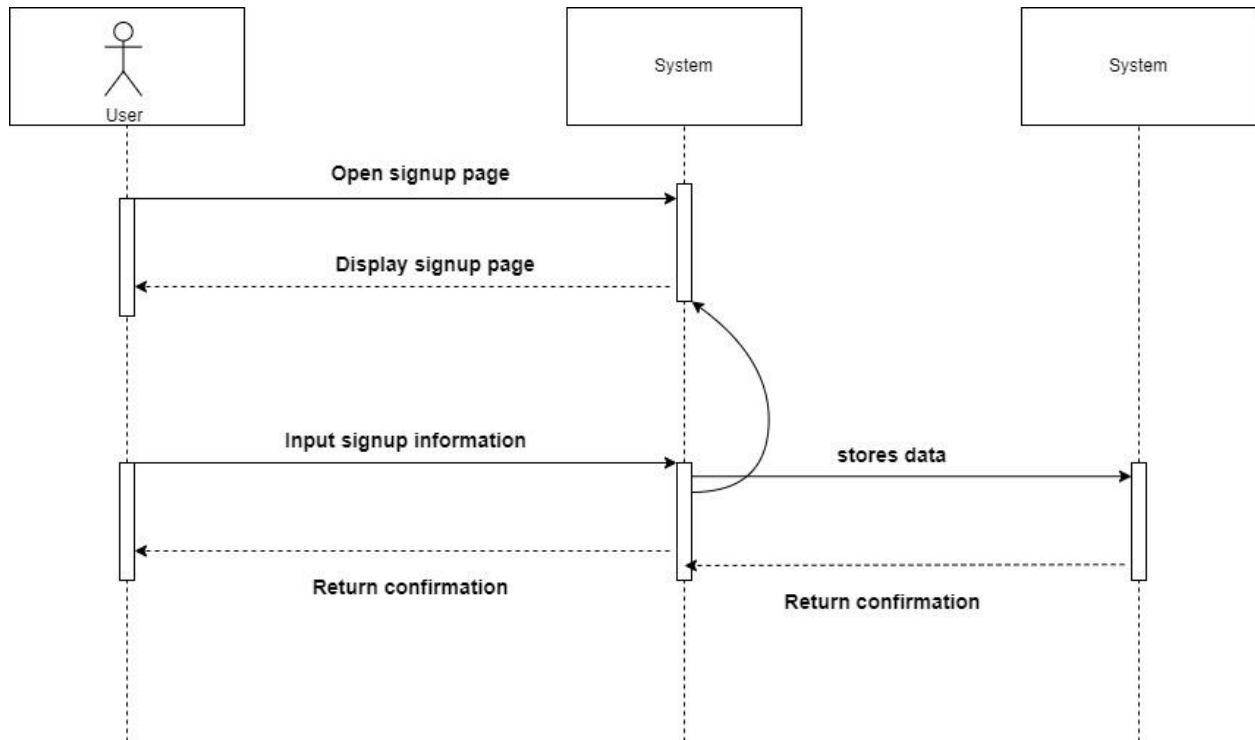 User
System
System
Open signup page
Display signup page
Input signup information
stores data
Return confirmation
Return confirmation